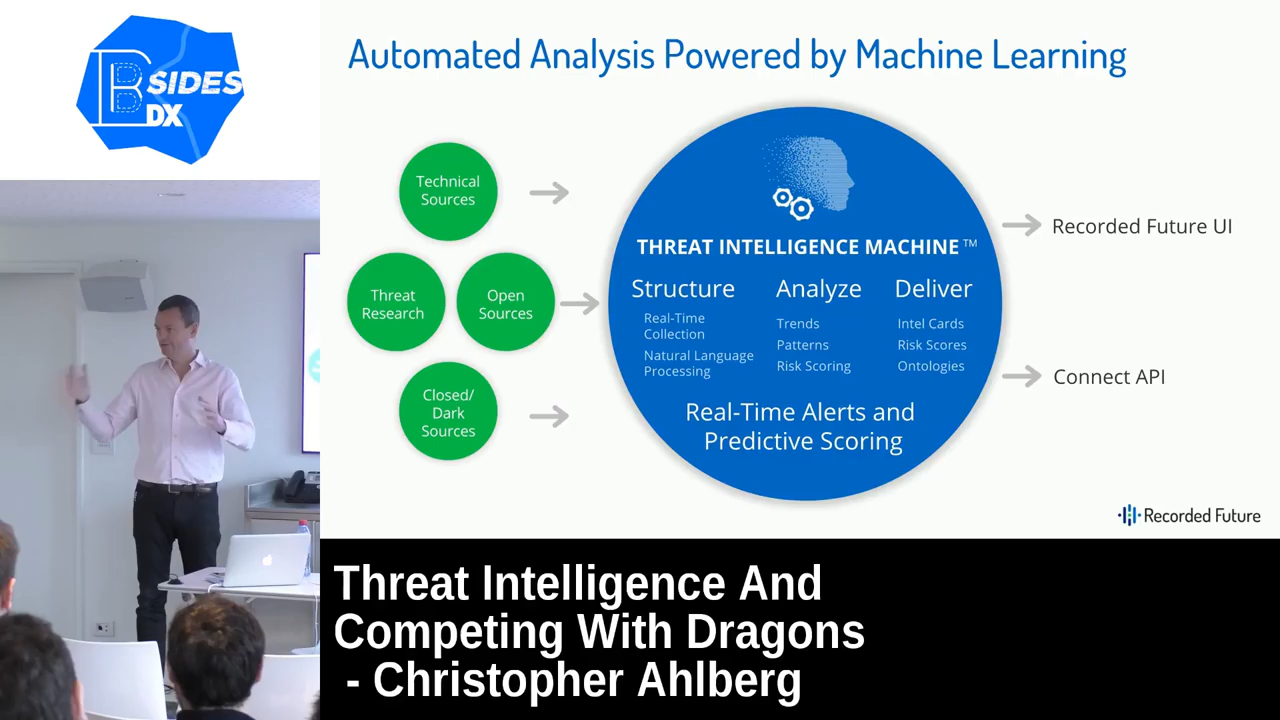 BSIDES
DX
Automated Analysis Powered by Machine Learning
Technical
Sources
Threat
Research
Open
Sources
Closed/
Dark
Sources
THREAT INTELLIGENCE MACHINE™
Structure
Real-Time
Collection
Natural Language
Processing
Analyze
Trends
Patterns
Risk Scoring
Deliver
Intel Cards
Risk Scores
Ontologies
Real-Time Alerts and
Predictive Scoring
Recorded Future UI
Connect API
Recorded Future
Threat Intelligence And
Competing With Dragons
- Christopher Ahlberg